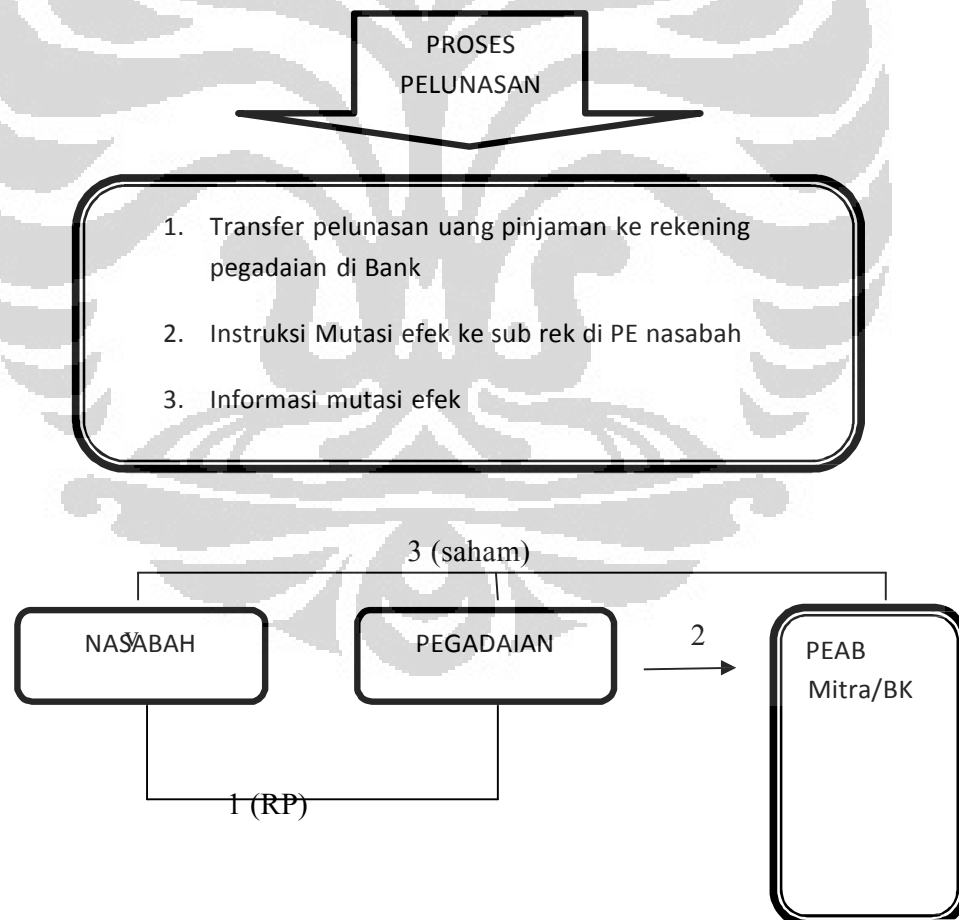 PROSES
PELUNASAN
1. Transfer pelunasan uang pinjaman ke rekening
pegadaian di Bank
2. Instruksi Mutasi efek ke sub rek di PE nasabah
3. Informasi mutasi efek
3 (saham)
NASABAH
PEGADAIAN
2
PEAB
Mitra/BK
1 (RP)